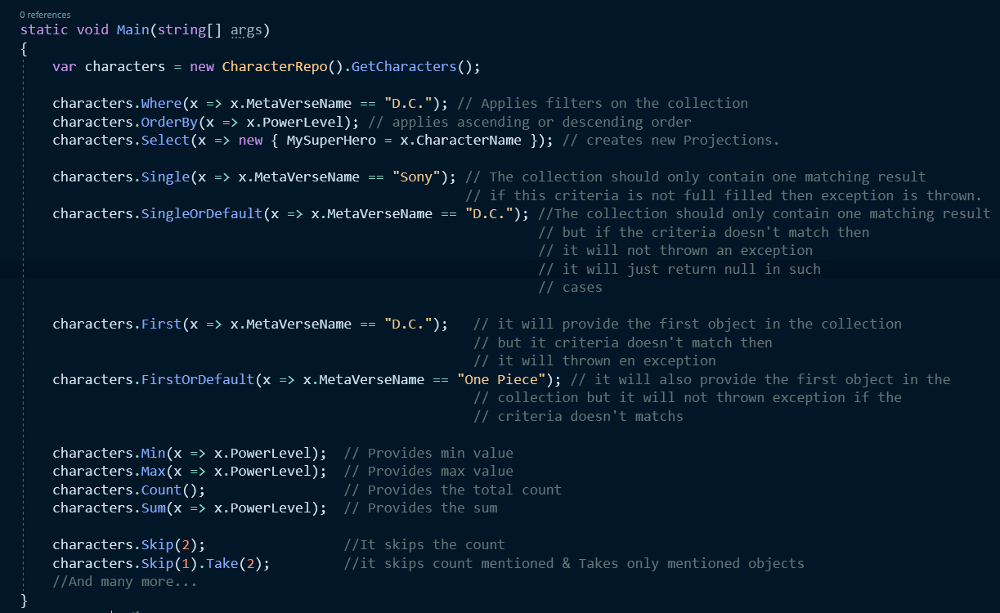 0 references
static void Main(string[] args)
{
var characters = new CharacterRepo().GetCharacters();
characters.Where(x => x.MetaVerseName == "D.C."); // Applies filters on the collection
characters.OrderBy(x => x.PowerLevel); // applies ascending or descending order
characters.Select(x => new { MySuperHero = x.CharacterName }); // creates new Projections.
characters.Single(x => x.MetaVerseName == "Sony"); // The collection should only contain one matching result
// if this criteria is not full filled then exception is thrown.
characters.SingleOrDefault(x => x.MetaVerseName == "D.C."); //The collection should only contain one matching result
// but if the criteria doesn't match then
// it will not thrown an exception
// it will just return null in such
// cases
characters.First(x => x.MetaVerseName == "D.C."); // it will provide the first object in the collection
// but it criteria doesn't match then
// it will thrown en exception
characters.FirstOrDefault(x => x.MetaVerseName == "One Piece"); // it will also provide the first object in the
// collection but it will not thrown exception if the
// criteria doesn't matchs
characters.Min(x => x.PowerLevel); // Provides min value
characters.Max(x => x.PowerLevel); // Provides max value
characters.Count(); // Provides the total count
characters.Sum(x => x.PowerLevel); // Provides the sum
characters.Skip(2); //It skips the count
characters.Skip(1).Take(2); //it skips count mentioned & Takes only mentioned objects
//And many more...
}